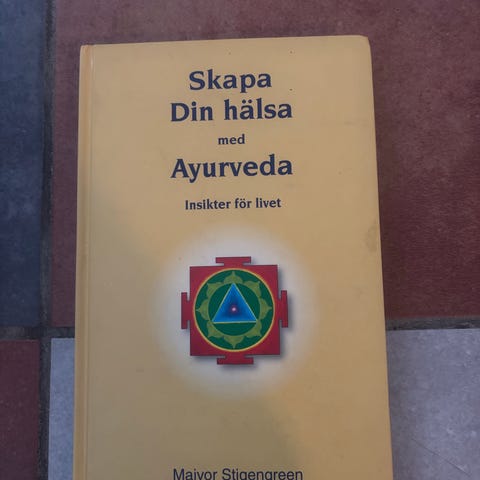 Skapa
Din hälsa
med
Ayurveda
Insikter för livet
Maivor Stigengreen